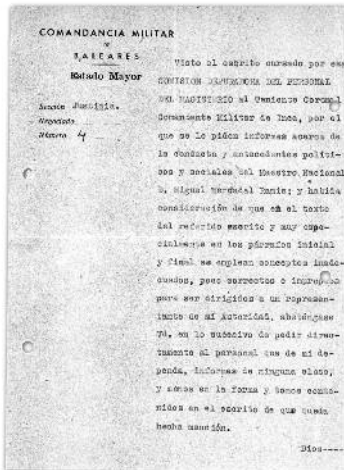 COMANDANCIA MILITAR
BALEARES
Estado Mayor
Sección Justicia.
Negociado
Número 4
Visto el escrito cursado por esa
COMISION DEPURADORA DEL PERSONAL
DEL MAGISTERIO al Teniente Coronel
Comandante Militar de Inca, por el
que se le piden informes acerca de
la conducta y antecedentes políti-
cos y sociales del Maestro Nacional
D. Miguel Ramis; y habida
consideración de que en el texto
del referido escrito y muy espe-
cialmente en los párrafos inicial
y final se emplean conceptos inade-
cuados, poco correctos e impropios
para ser dirigidos a un represen-
tante de mi Autoridad, absténgase
Vd. en lo sucesivo de pedir direc-
tamente al personal que de mi de-
penda, informes de ninguna clase,
y menos en la forma y tonos conte-
nidos en el escrito de que queda
hecha mención.
Dios----